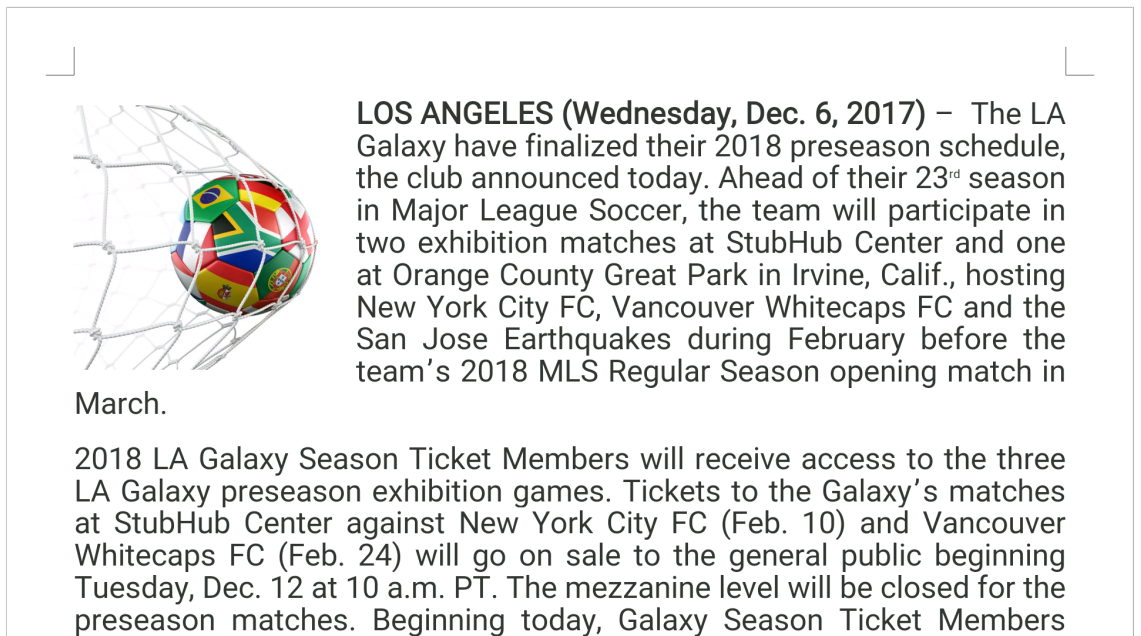 LOS ANGELES (Wednesday, Dec. 6, 2017) – The LA
Galaxy have finalized their 2018 preseason schedule,
the club announced today. Ahead of their 23rd season
in Major League Soccer, the team will participate in
two exhibition matches at StubHub Center and one
at Orange County Great Park in Irvine, Calif., hosting
New York City FC, Vancouver Whitecaps FC and the
San Jose Earthquakes during February before the
team’s 2018 MLS Regular Season opening match in
March.
2018 LA Galaxy Season Ticket Members will receive access to the three
LA Galaxy preseason exhibition games. Tickets to the Galaxy’s matches
at StubHub Center against New York City FC (Feb. 10) and Vancouver
Whitecaps FC (Feb. 24) will go on sale to the general public beginning
Tuesday, Dec. 12 at 10 a.m. PT. The mezzanine level will be closed for the
preseason matches. Beginning today, Galaxy Season Ticket Members